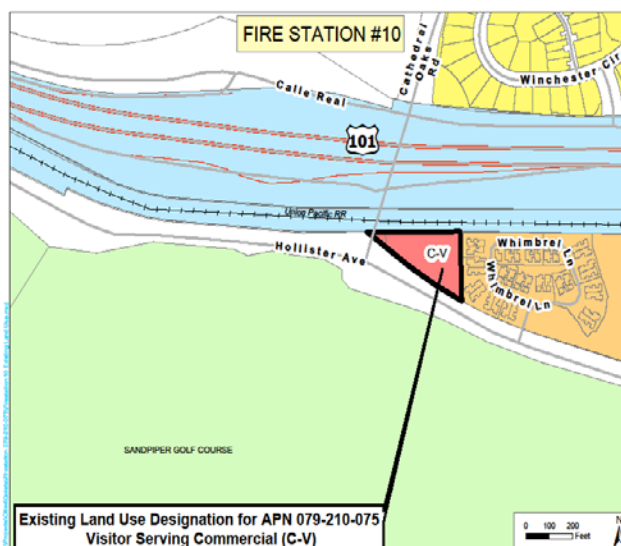 FIRE STATION #10
Cathedral
Oaks
Rd
Winchester Cir
Calle Real
101
Union Pacific RR
Hollister Ave
C-V
Whimbrel Ln
Whimbrel Ln
SANDPIPER GOLF COURSE
Existing Land Use Designation for APN 079-210-075
Visitor Serving Commercial (C-V)
0 100 200
Feet
N